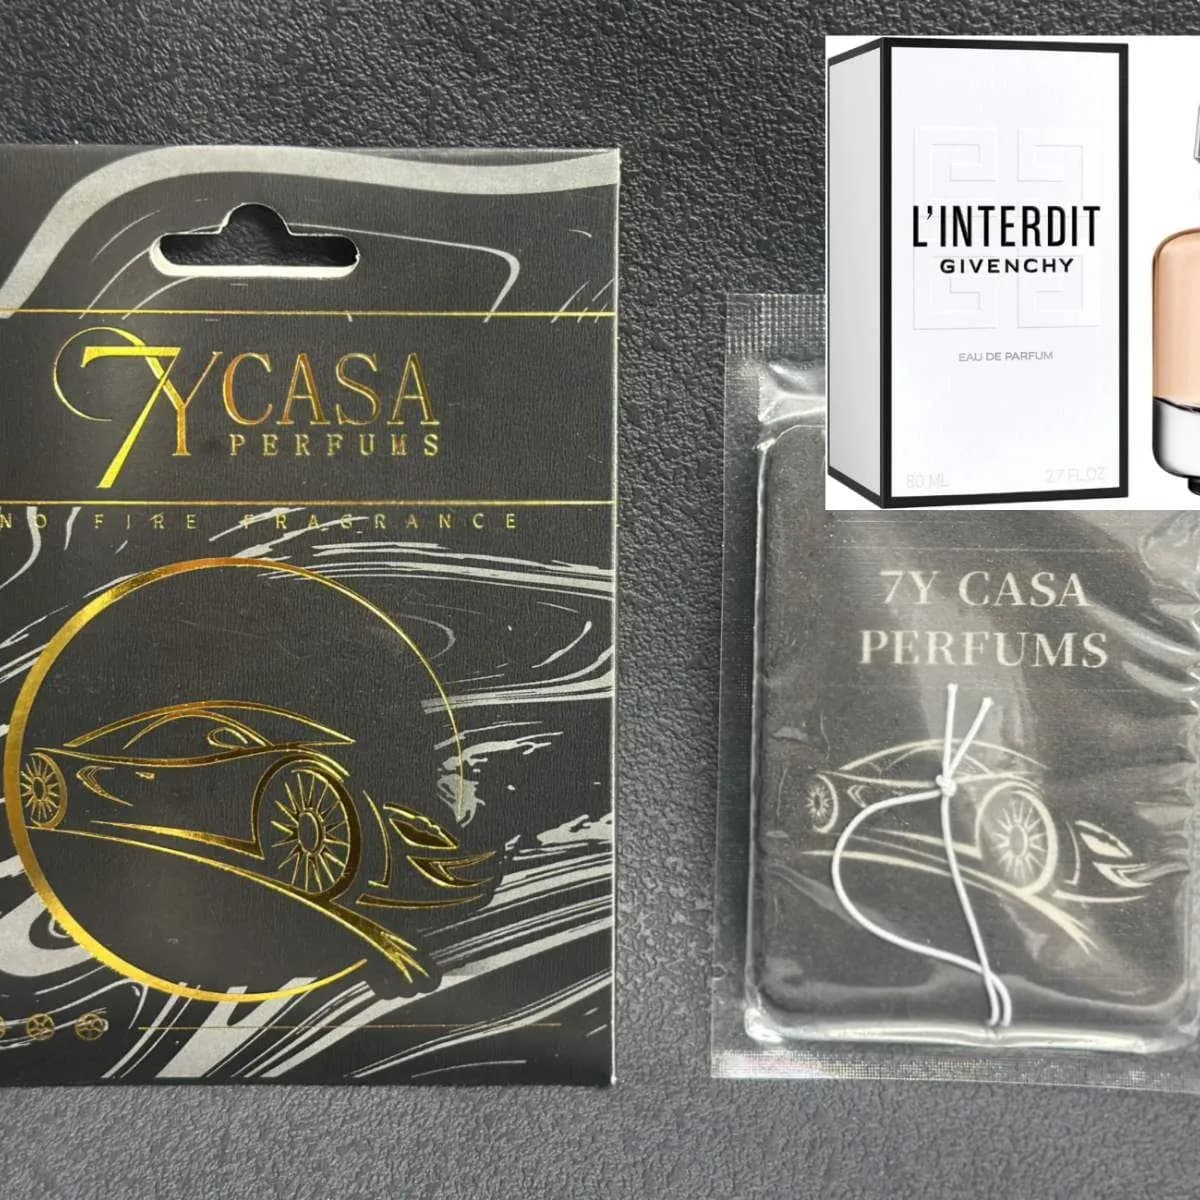 7YCASA
PERFUMS
NO FIRE FRAGRANCE
L'INTERDIT
GIVENCHY
EAU DE PARFUM
80 ML 2.7 FL.OZ
7Y CASA
PERFUMS